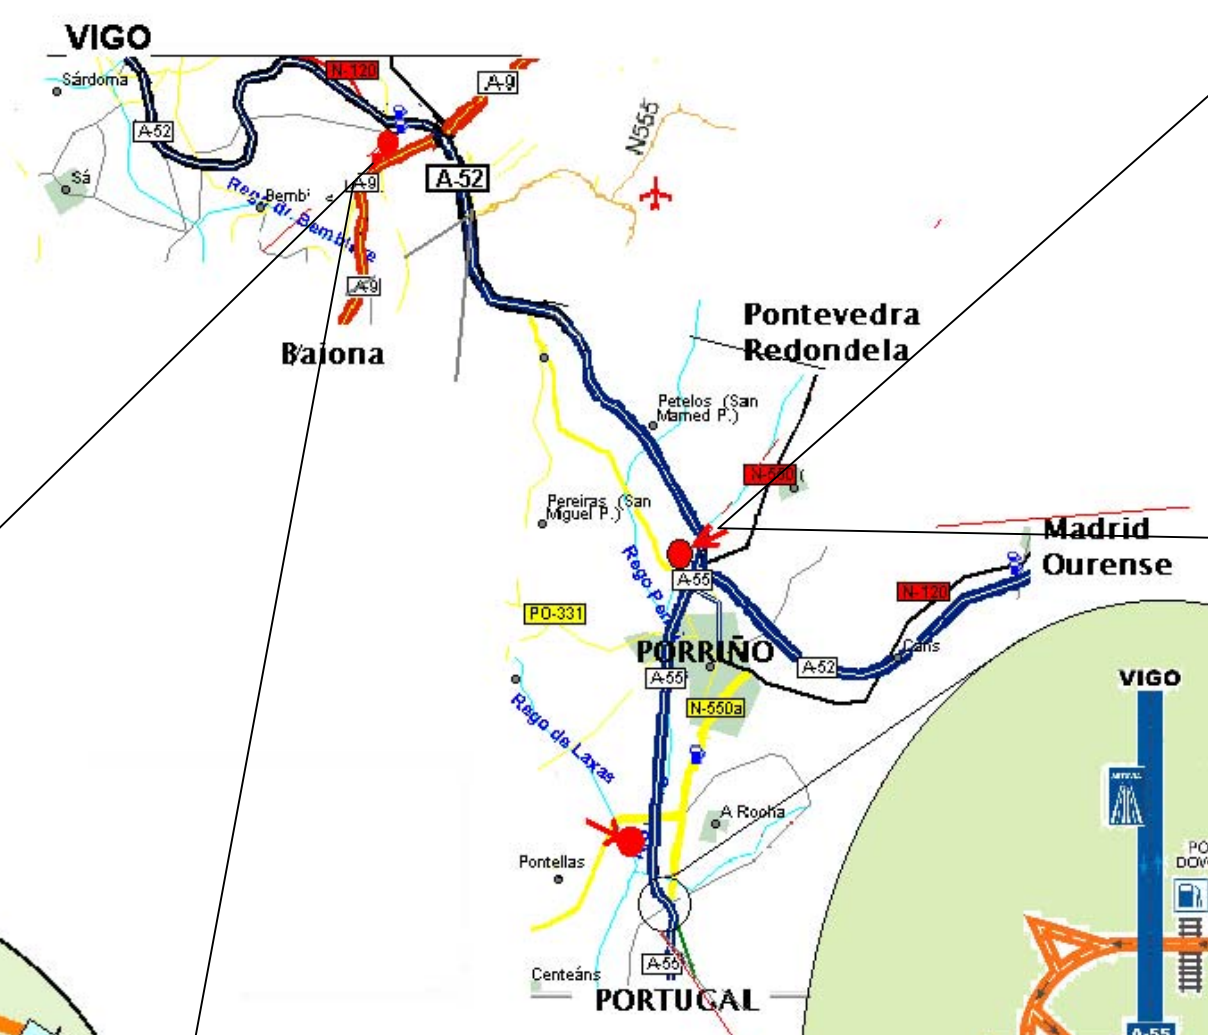 VIGO
Sárdoma
N-120
A-9
A-52
N555
Sá
A-9
A-52
Bembi
A-9
Baiona
Pontevedra
Redondela
Petelos (San
Mamed P.)
N-550
Pereiras (San
Miguel P.)
Madrid
Ourense
A-55
N-120
PO-331
PORRIÑO
Cans
A-52
A-55
VIGO
N-550a
Rego de Laxas
A Rocha
Pontellas
Centeáns
A-55
PORTUGAL
A-55